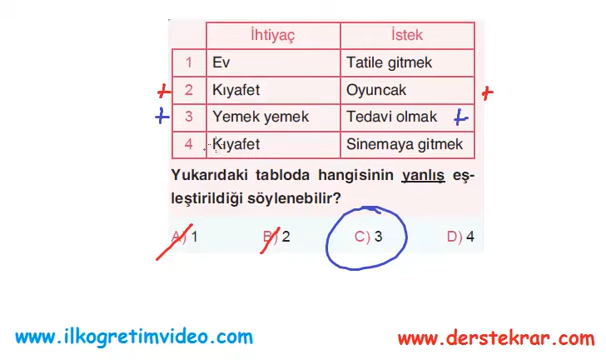 İhtiyaç İstek
1 Ev Tatile gitmek
2 Kıyafet Oyuncak
3 Yemek yemek Tedavi olmak
4 Kıyafet Sinemaya gitmek
Yukarıdaki tabloda hangisinin yanlış eş-
leştirildiği söylenebilir?
A) 1 B) 2 C) 3 D) 4
www.ilkogretimvideo.com www.derstekrar.com